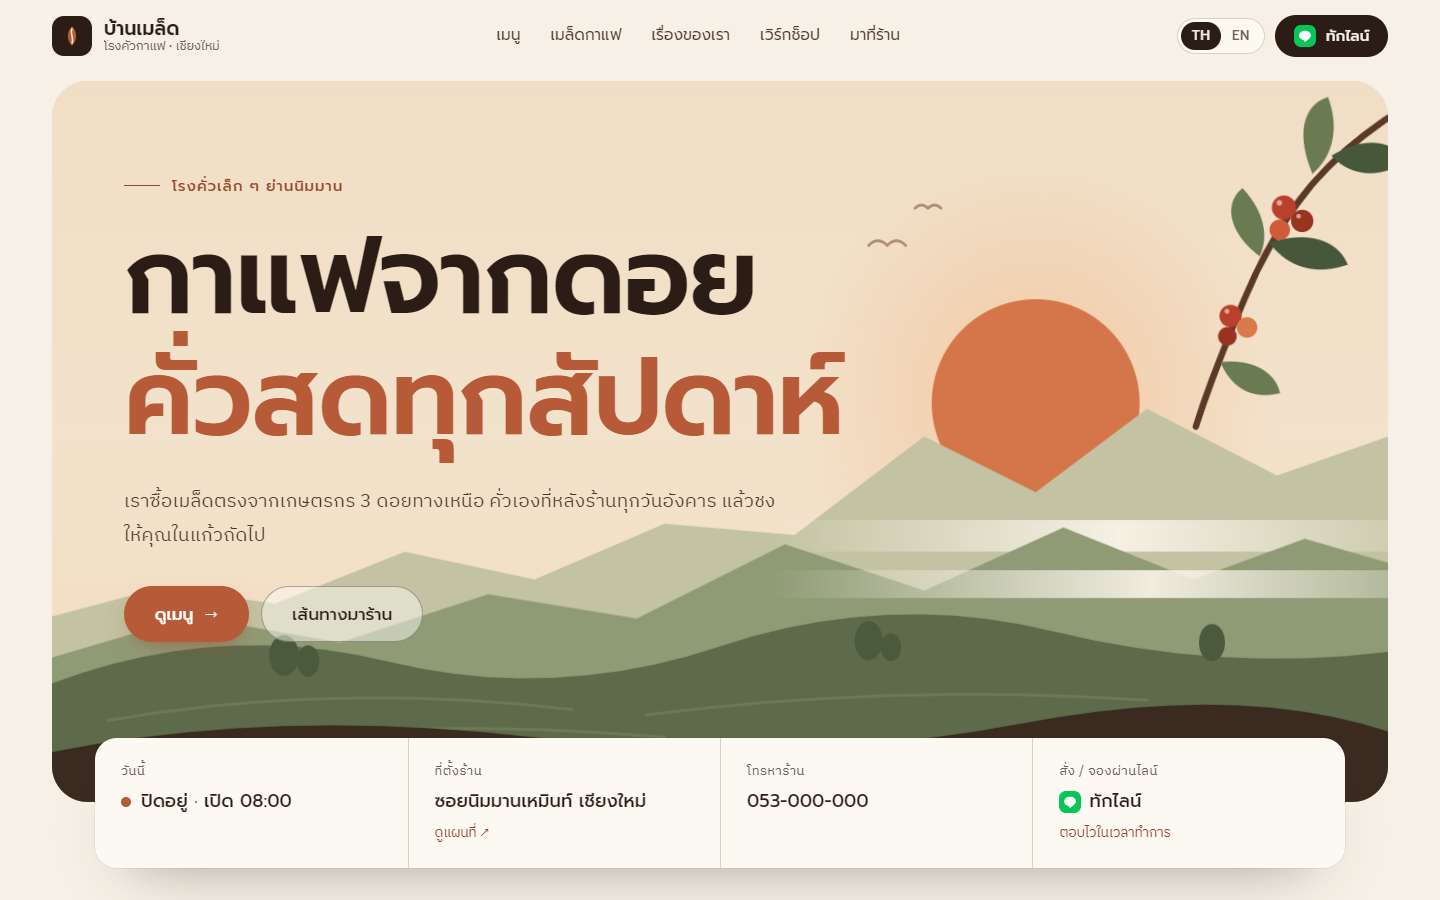 บ้านเมล็ด
โรงคั่วกาแฟ · เชียงใหม่
เมนู
เมล็ดกาแฟ
เรื่องของเรา
เวิร์กช็อป
มาที่ร้าน
TH EN
ทักไลน์
โรงคั่วเล็ก ๆ ย่านนิมมาน
กาแฟจากดอย
คั่วสดทุกสัปดาห์
เราซื้อเมล็ดตรงจากเกษตรกร 3 ดอยทางเหนือ คั่วเองที่หลังร้านทุกวันอังคาร แล้วชง
ให้คุณในแก้วถัดไป
ดูเมนู →
เส้นทางมาร้าน
วันนี้
ปิดอยู่ · เปิด 08:00
ที่ตั้งร้าน
ซอยนิมมานเหมินท์ เชียงใหม่
ดูแผนที่ ↗
โทรหาร้าน
053-000-000
สั่ง / จองผ่านไลน์
ทักไลน์
ตอบไวในเวลาทำการ